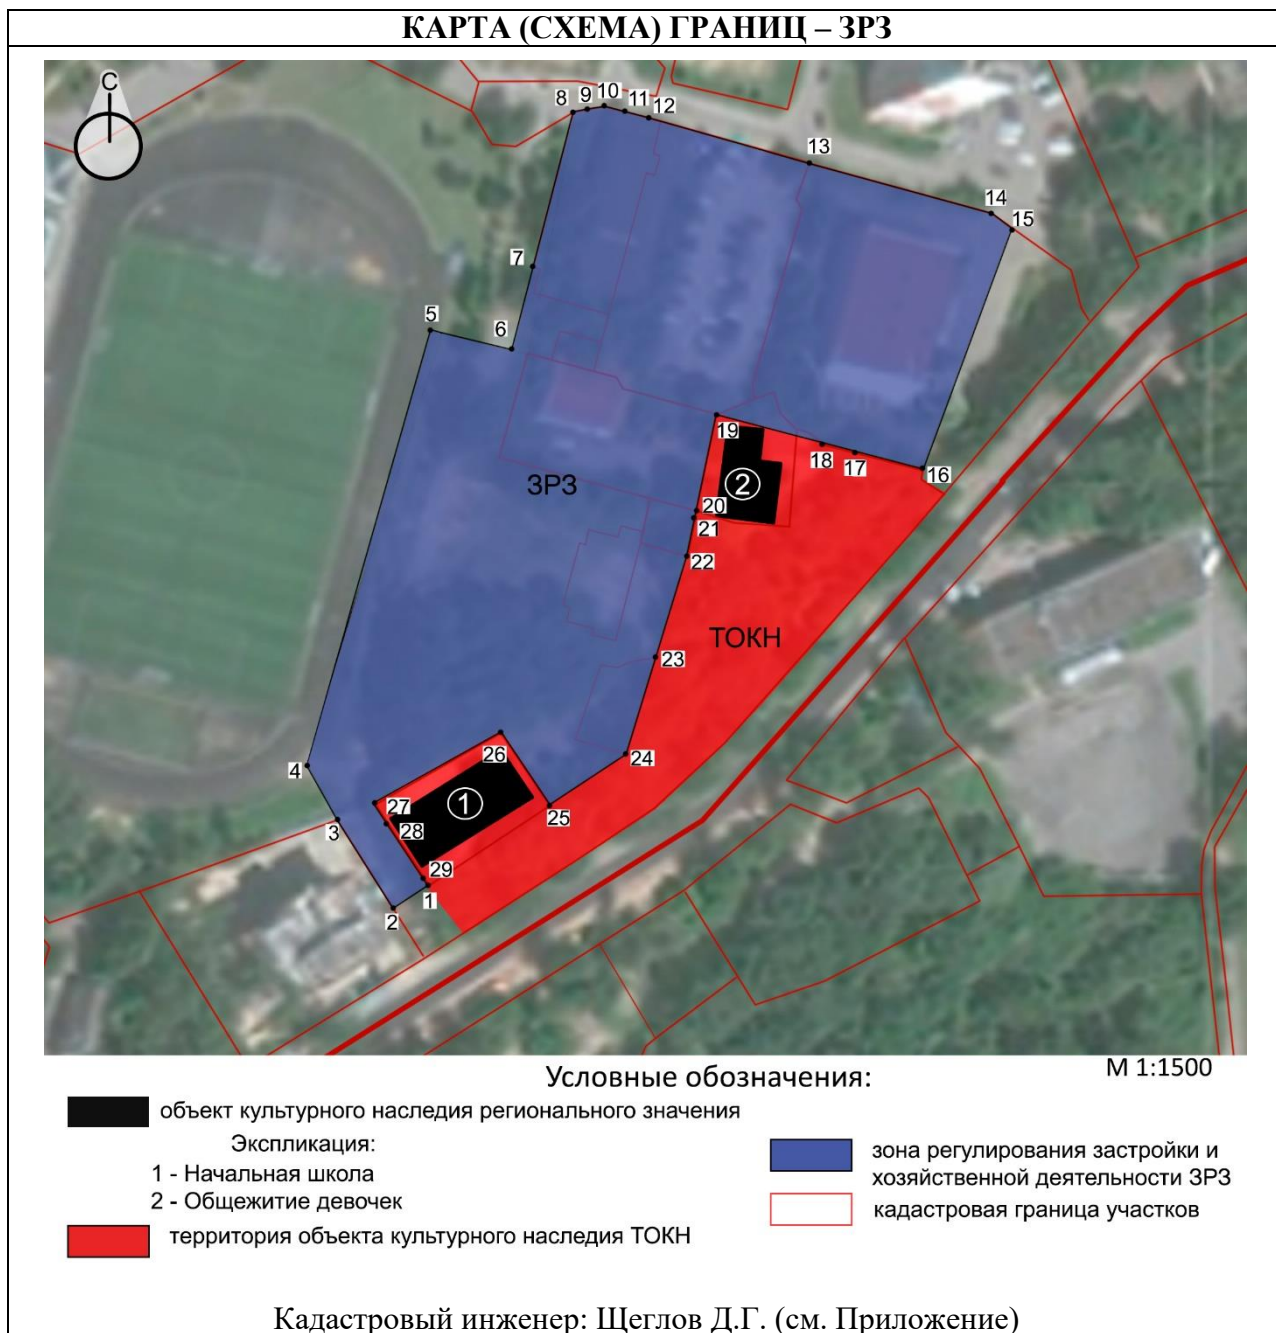 КАРТА (СХЕМА) ГРАНИЦ – ЗРЗ
С
8 9 10 11 12
13
14
15
7
5
6
19
18 17 16
ЗРЗ
2
20
21
22
ТОКН
23
26
24
4
27
1
25
3
28
29
1
2
Условные обозначения:
М 1:1500
объект культурного наследия регионального значения
Экспликация:
1 - Начальная школа
2 - Общежитие девочек
территория объекта культурного наследия ТОКН
зона регулирования застройки и
хозяйственной деятельности ЗРЗ
кадастровая граница участков
Кадастровый инженер: Щеглов Д.Г. (см. Приложение)